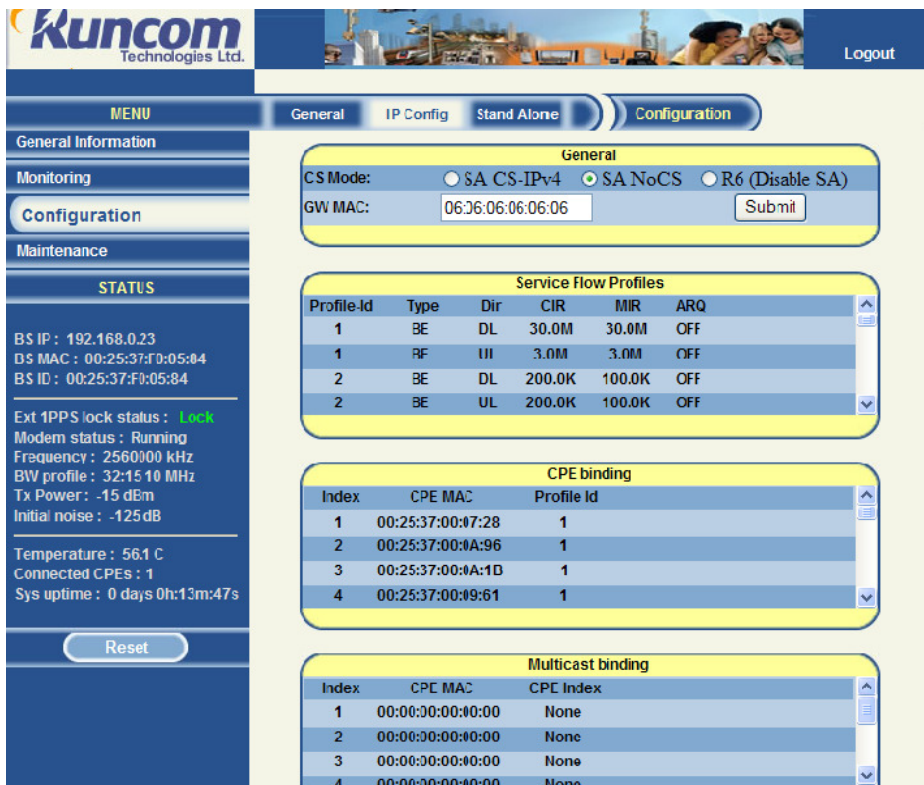 Runcom
Technologies Ltd.
Logout
MENU
General
IP Config
Stand Alone
Configuration
General Information
Monitoring
Configuration
Maintenance
STATUS
BS IP : 192.168.0.23
BS MAC : 00:25:37:F0:05:84
BS ID : 00:25:37:F0:05:84
Ext 1PPS lock status : Lock
Modem status : Running
Frequency : 2560000 kHz
BW profile : 32:15 10 MHz
Tx Power : -15 dBm
Initial noise : -125 dB
Temperature : 56.1 C
Connected CPEs : 1
Sys uptime : 0 days 0h:13m:47s
Reset
General
CS Mode: SA CS-IPv4 SA NoCS R6 (Disable SA)
GW MAC: 06:06:06:06:06:06 Submit
Service Flow Profiles
Profile-Id Type Dir CIR MIR ARQ
1 BE DL 30.0M 30.0M OFF
1 BE UL 3.0M 3.0M OFF
2 BE DL 200.0K 100.0K OFF
2 BE UL 200.0K 100.0K OFF
CPE binding
Index CPE MAC Profile Id
1 00:25:37:00:07:28 1
2 00:25:37:00:0A:96 1
3 00:25:37:00:0A:1B 1
4 00:25:37:00:09:61 1
Multicast binding
Index CPE MAC CPE Index
1 00:00:00:00:00:00 None
2 00:00:00:00:00:00 None
3 00:00:00:00:00:00 None
4 00:00:00:00:00:00 None